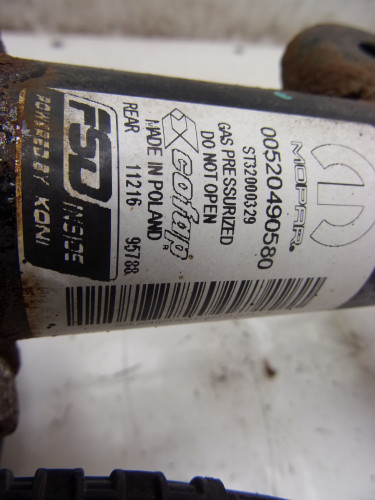 MOPAR®
00520490580
ST32000329
GAS PRESSURIZED
DO NOT OPEN
cofap®
MADE IN POLAND
REAR 11216 95788
FSD INSIDE
POWERED BY KONI